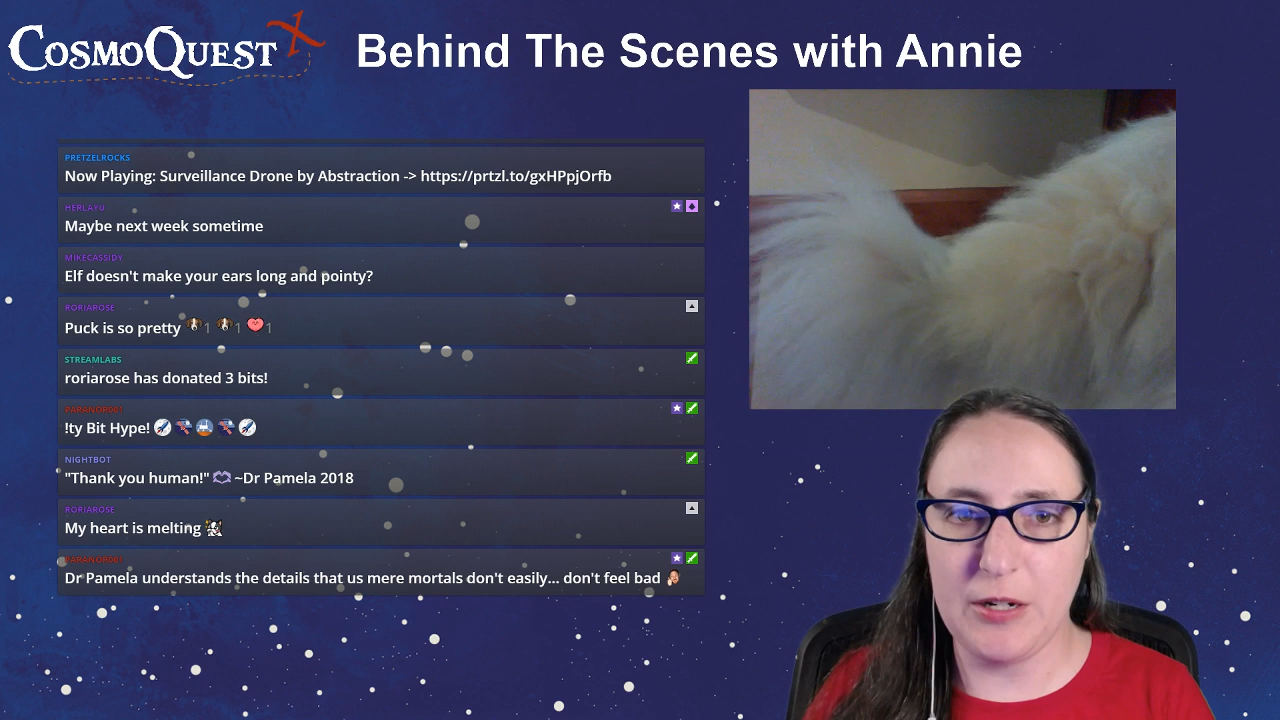 CosmoQuest X
Behind The Scenes with Annie
PRETZELROCKS
Now Playing: Surveillance Drone by Abstraction -> https://prtzl.to/gxHPpjOrfb
HERLAYU
Maybe next week sometime
MIKECASSIDY
Elf doesn't make your ears long and pointy?
RORIAROSE
Puck is so pretty 1 1 1
STREAMLABS
roriarose has donated 3 bits!
!ty Bit Hype!
NIGHTBOT
"Thank you human!" ~Dr Pamela 2018
RORIAROSE
My heart is melting
Dr Pamela understands the details that us mere mortals don't easily... don't feel bad